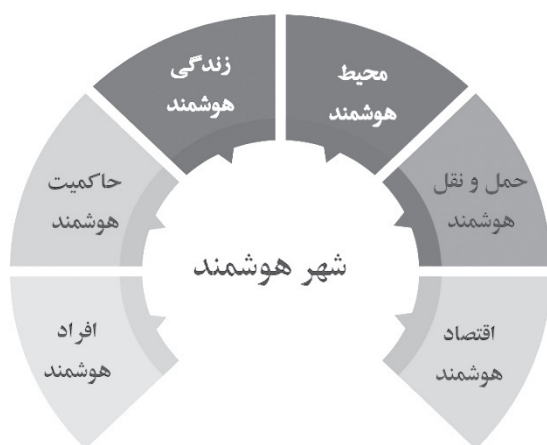 زندگی
هوشمند
محیط
هوشمند
حاکمیت
هوشمند
حمل و نقل
هوشمند
شهر هوشمند
افراد
هوشمند
اقتصاد
هوشمند